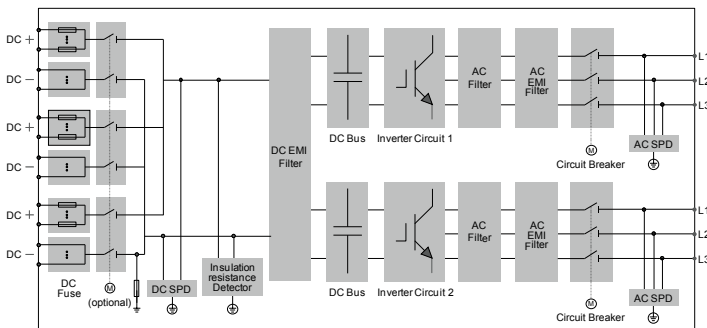 DC +
DC −
DC +
DC −
DC +
DC −
DC
Fuse
M
(optional)
DC SPD
Insulation
resistance
Detector
DC EMI
Filter
DC Bus
Inverter Circuit 1
AC
Filter
AC
EMI
Filter
M
Circuit Breaker
AC SPD
L1
L2
L3
DC Bus
Inverter Circuit 2
AC
Filter
AC
EMI
Filter
M
Circuit Breaker
AC SPD
L1
L2
L3